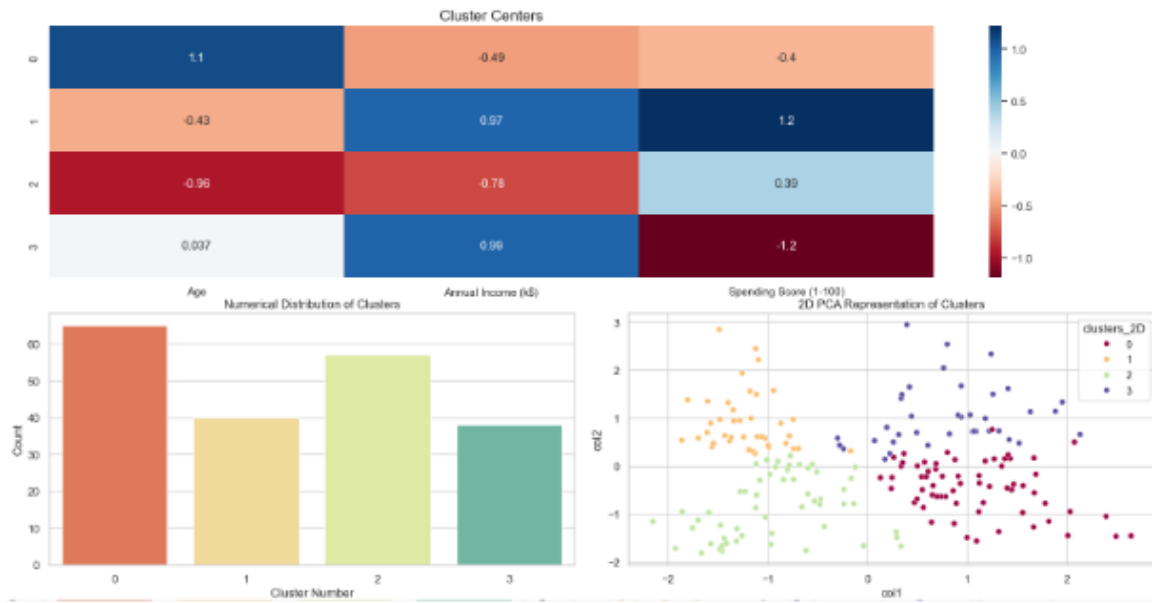 Cluster Centers
0 1.1 -0.49 -0.4 1.0
1 -0.43 0.97 1.2 0.5
0.0
2 -0.96 -0.78 0.39 -0.5
3 0.037 0.99 -1.2 -1.0
Age Annual Income (k$) Spending Score (1-100)
Numerical Distribution of Clusters
60
50
40
30
20
10
0
Count
0 1 2 3
Cluster Number
2D PCA Representation of Clusters
clusters_2D
0
1
2
3
3
2
1
0
-1
-2
col2
-2 -1 0 1 2
col1